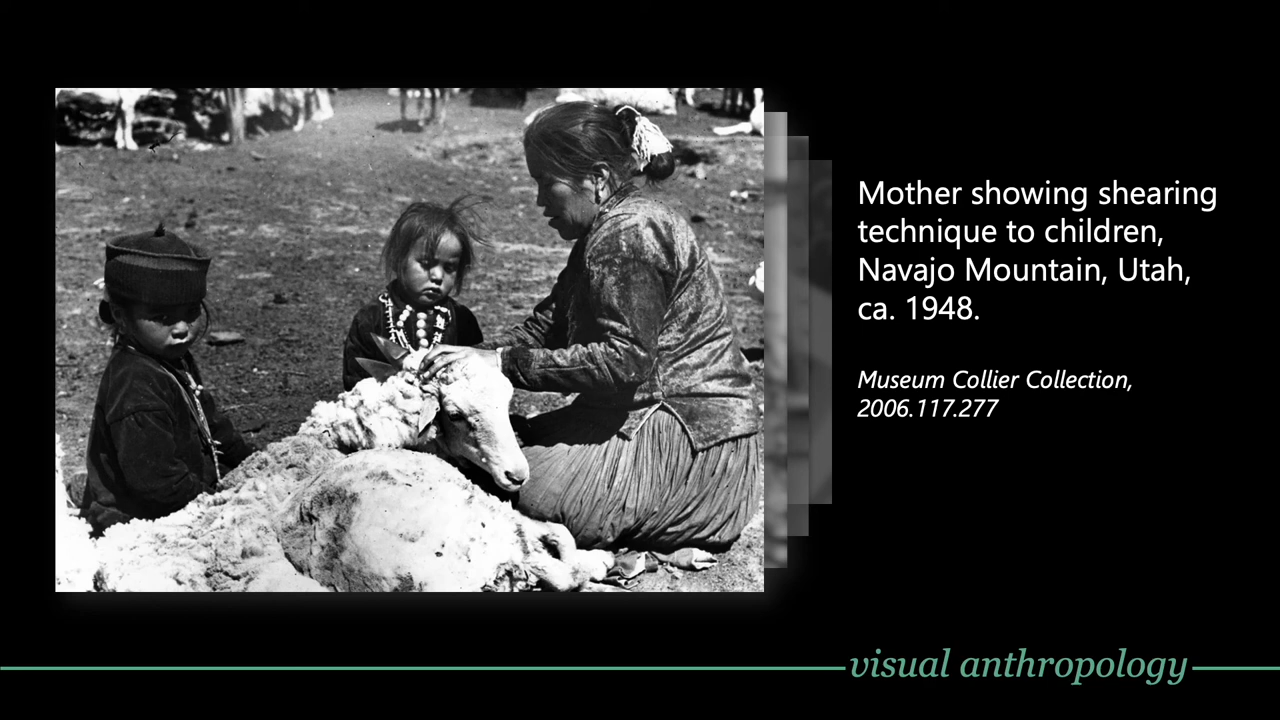 Mother showing shearing
technique to children,
Navajo Mountain, Utah,
ca. 1948.
Museum Collier Collection,
2006.117.277
visual anthropology